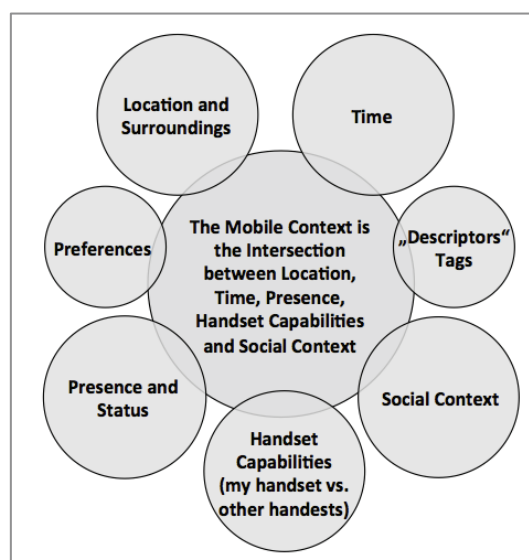 Location and
Surroundings
Time
The Mobile Context is
the Intersection
between Location,
Time, Presence,
Handset Capabilities
and Social Context
Preferences
„Descriptors“
Tags
Presence and
Status
Social Context
Handset
Capabilities
(my handset vs.
other handests)